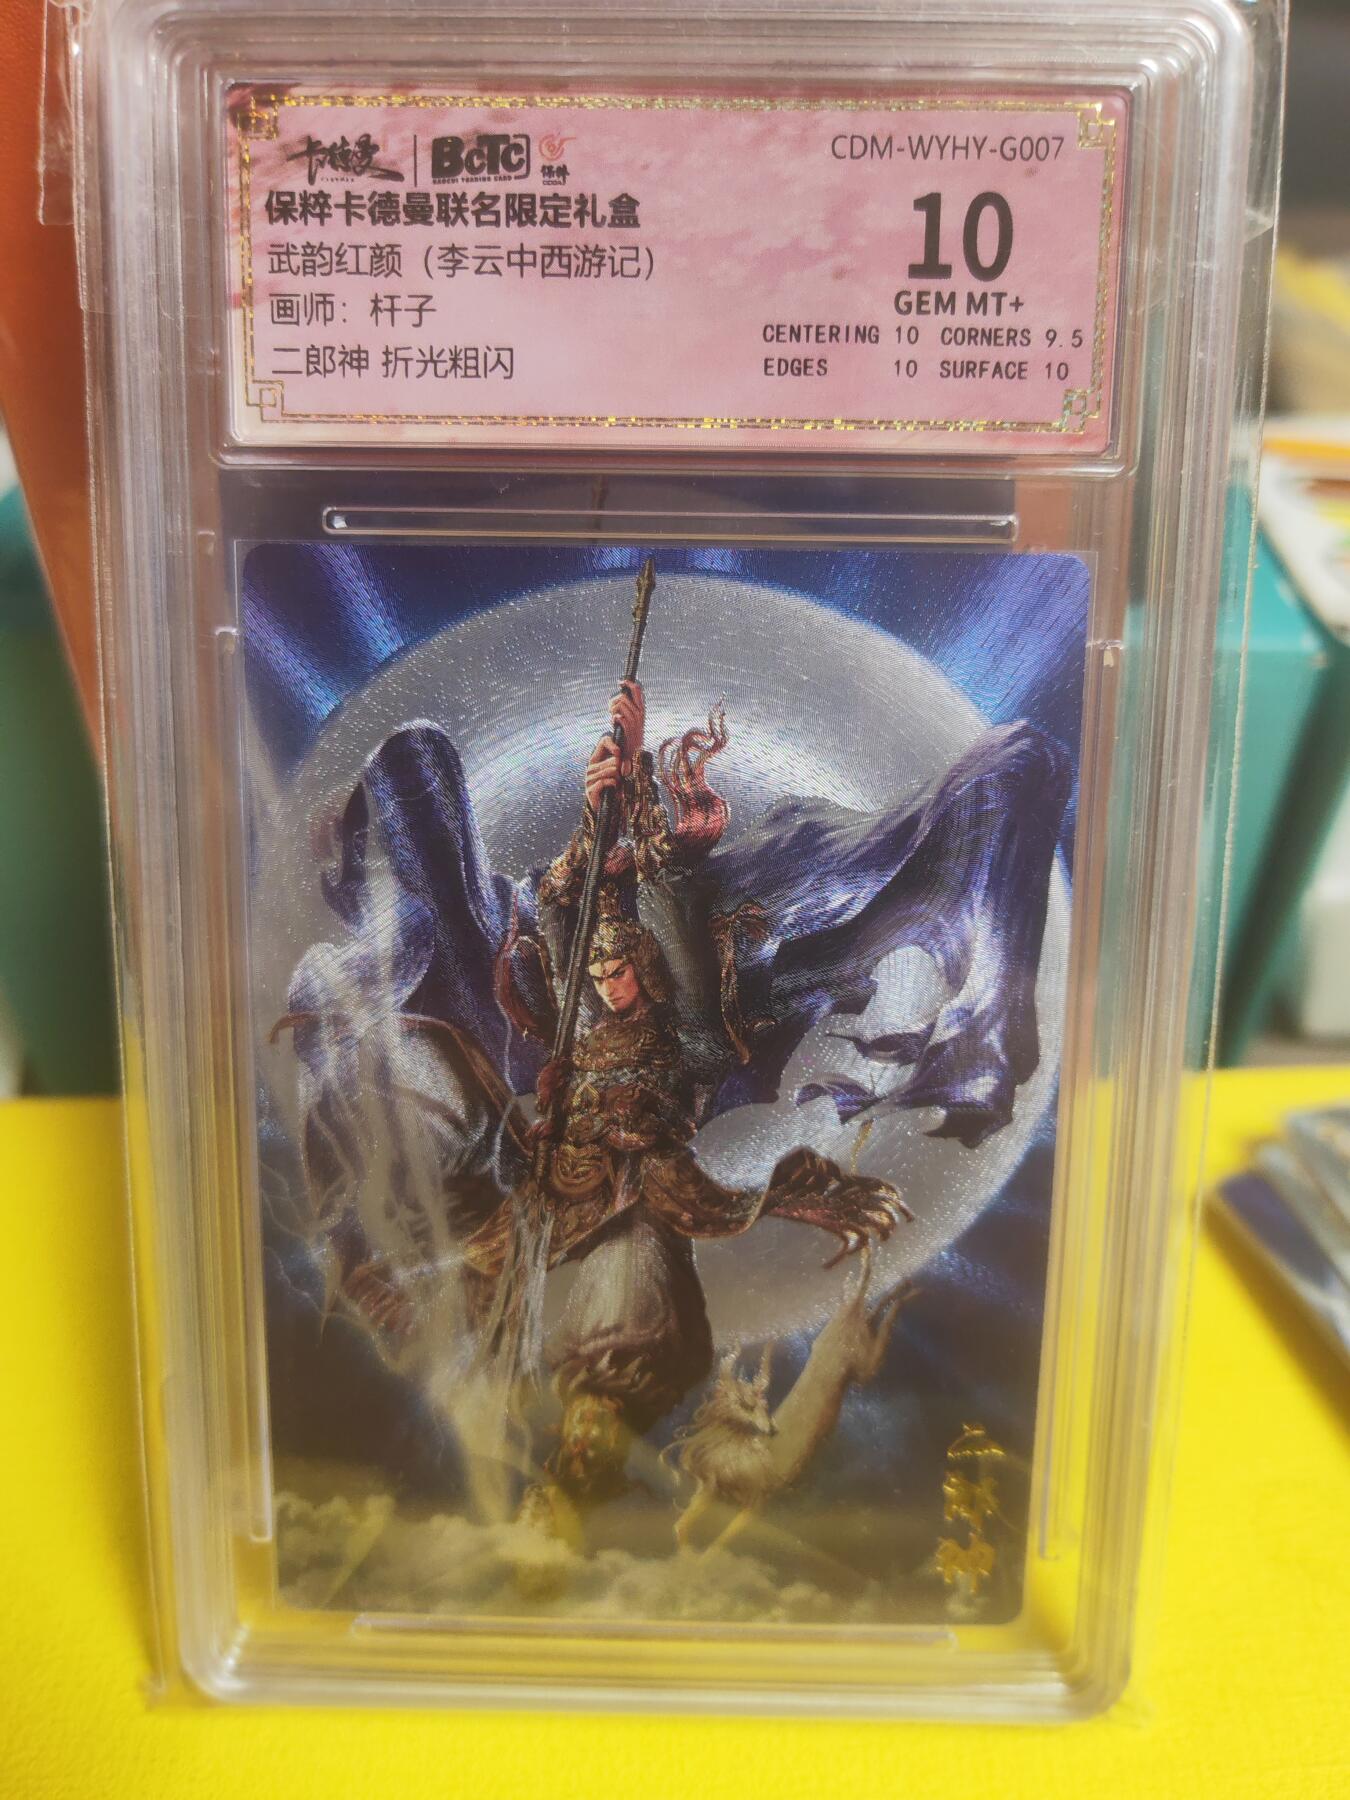 卡德曼 BCTC 保粹
CDM-WYHY-G007
保粹卡德曼联名限定礼盒
武韵红颜（李云中西游记）
画师：杆子
二郎神 折光粗闪
10
GEM MT+
CENTERING 10 CORNERS 9.5
EDGES 10 SURFACE 10
二郎神